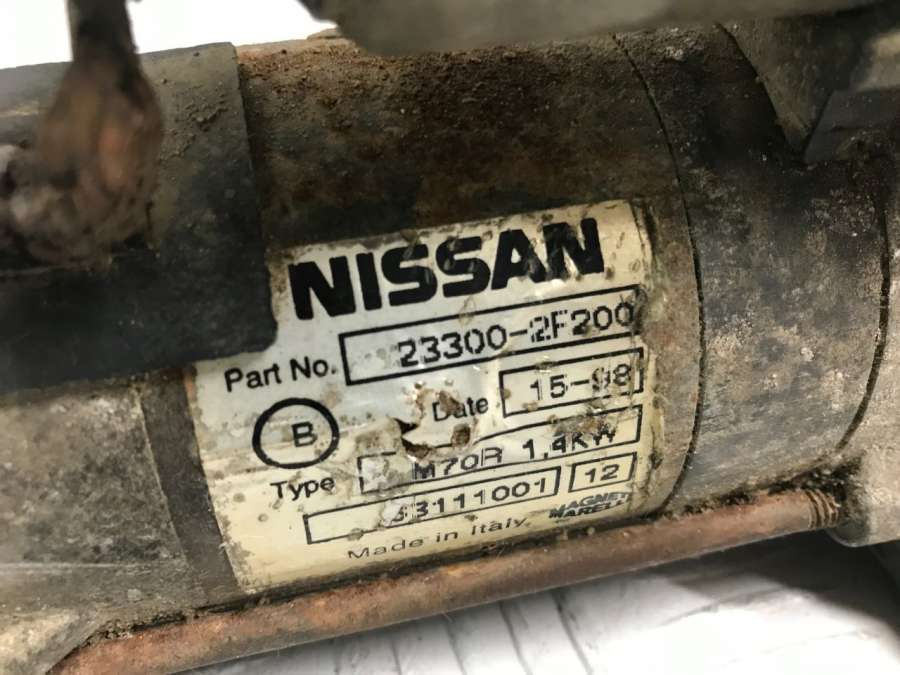 NISSAN
Part No. 23300-2F200
B Date 15-98
Type M70R 1,4KW
63111001 12
Made in Italy MAGNETI MARELLI